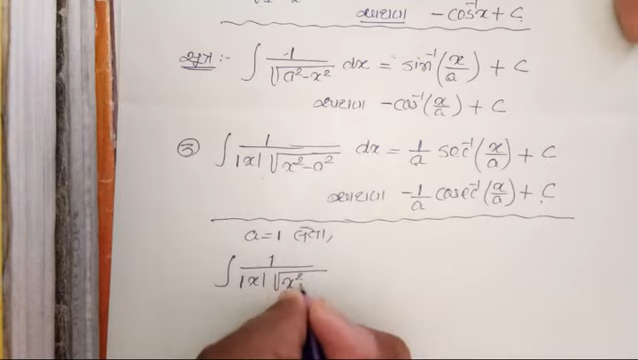 અથવા -cos⁻¹x + C
સૂત્ર :- ∫ 1/√(a²-x²) dx = sin⁻¹(x/a) + C
અથવા -cos⁻¹(x/a) + C
③ ∫ 1/(|x|√(x²-a²)) dx = 1/a sec⁻¹(x/a) + C
અથવા -1/a cosec⁻¹(x/a) + C
a=1 લેતા,
∫ 1/(|x|√x²